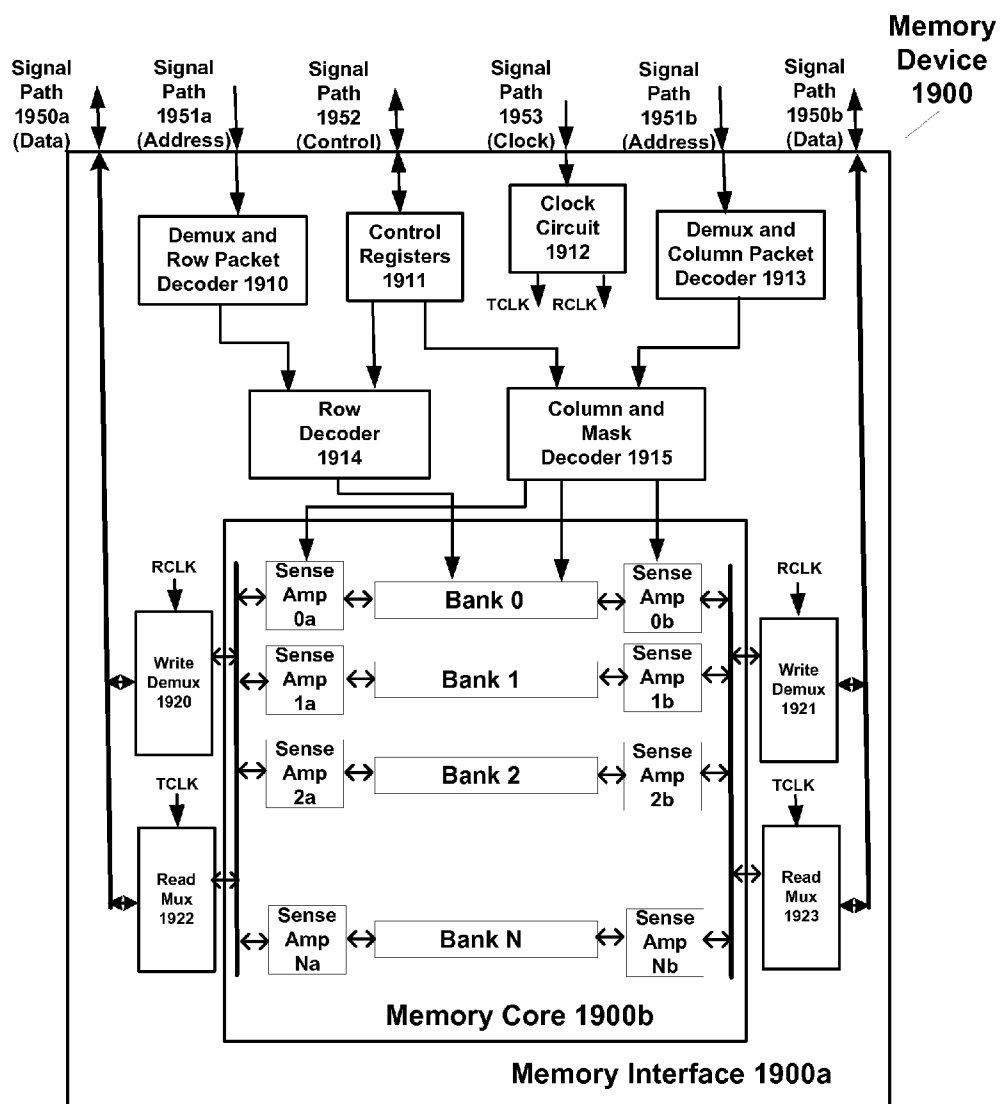 Memory
Device
1900
Signal
Path
1950a
(Data)
Signal
Path
1951a
(Address)
Signal
Path
1952
(Control)
Signal
Path
1953
(Clock)
Signal
Path
1951b
(Address)
Signal
Path
1950b
(Data)
Demux and
Row Packet
Decoder 1910
Control
Registers
1911
Clock
Circuit
1912
Demux and
Column Packet
Decoder 1913
TCLK
RCLK
Row
Decoder
1914
Column and
Mask
Decoder 1915
RCLK
Write
Demux
1920
TCLK
Read
Mux
1922
Sense
Amp
0a
Bank 0
Sense
Amp
0b
Sense
Amp
1a
Bank 1
Sense
Amp
1b
Sense
Amp
2a
Bank 2
Sense
Amp
2b
Sense
Amp
Na
Bank N
Sense
Amp
Nb
RCLK
Write
Demux
1921
TCLK
Read
Mux
1923
Memory Core 1900b
Memory Interface 1900a